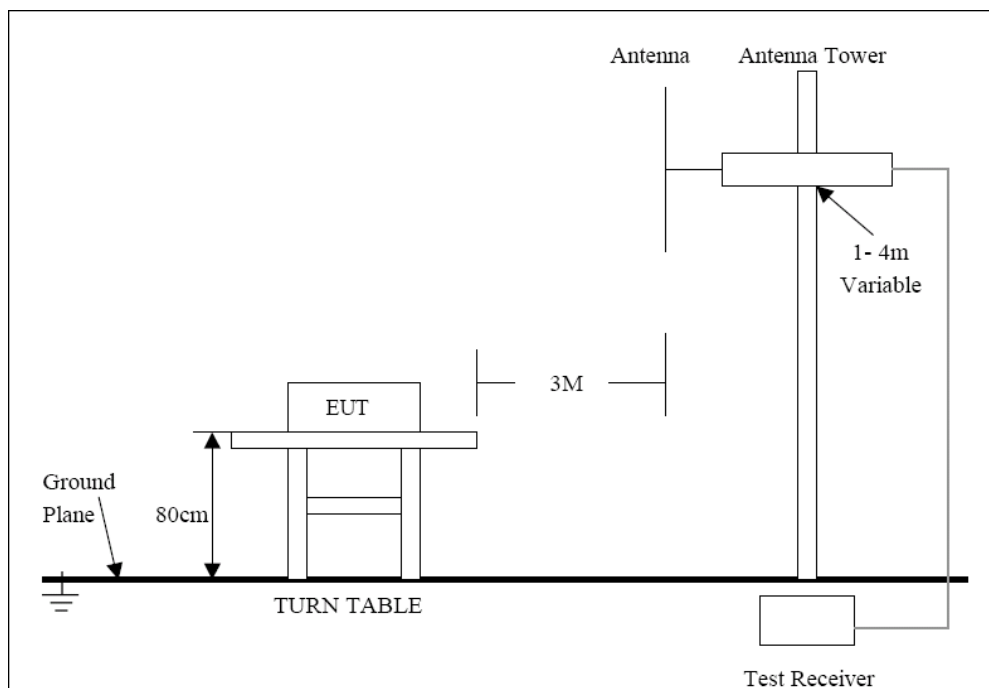 Antenna
Antenna Tower
1- 4m
Variable
3M
EUT
Ground
Plane
80cm
TURN TABLE
Test Receiver